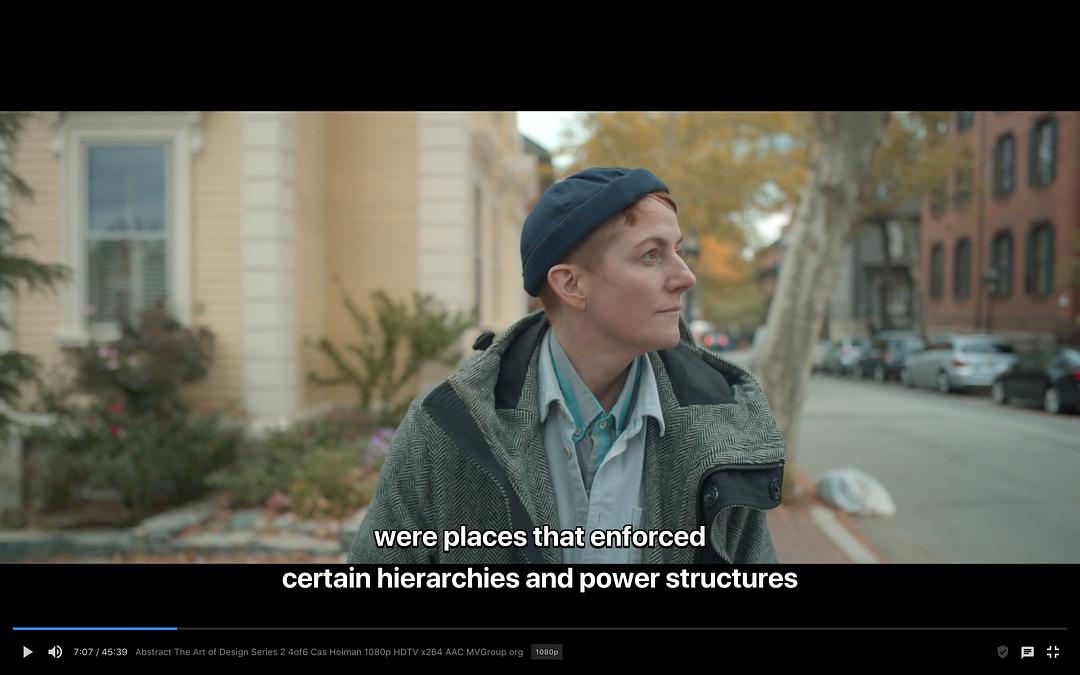 were places that enforced
certain hierarchies and power structures
7:07 / 45:39 Abstract The Art of Design Series 2 4of6 Cas Holman 1080p HDTV x264 AAC MVGroup org 1080p